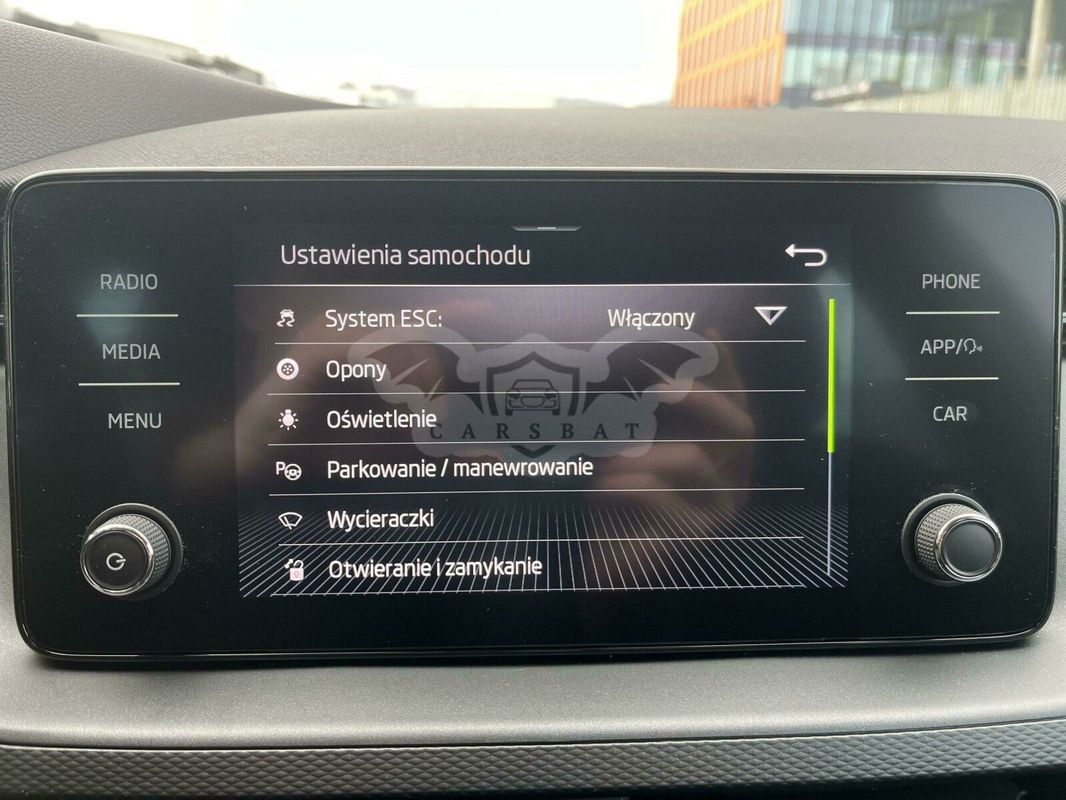 Ustawienia samochodu
RADIO
MEDIA
MENU
System ESC: Włączony
Opony
Oświetlenie
CARSBAT
Parkowanie / manewrowanie
Wycieraczki
Otwieranie i zamykanie
PHONE
APP/
CAR